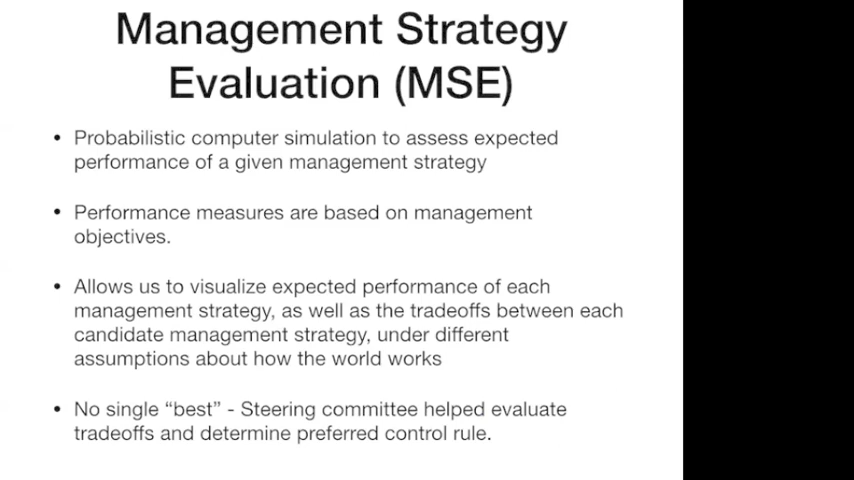 Management Strategy
Evaluation (MSE)
• Probabilistic computer simulation to assess expected
performance of a given management strategy
• Performance measures are based on management
objectives.
• Allows us to visualize expected performance of each
management strategy, as well as the tradeoffs between each
candidate management strategy, under different
assumptions about how the world works
• No single “best” - Steering committee helped evaluate
tradeoffs and determine preferred control rule.